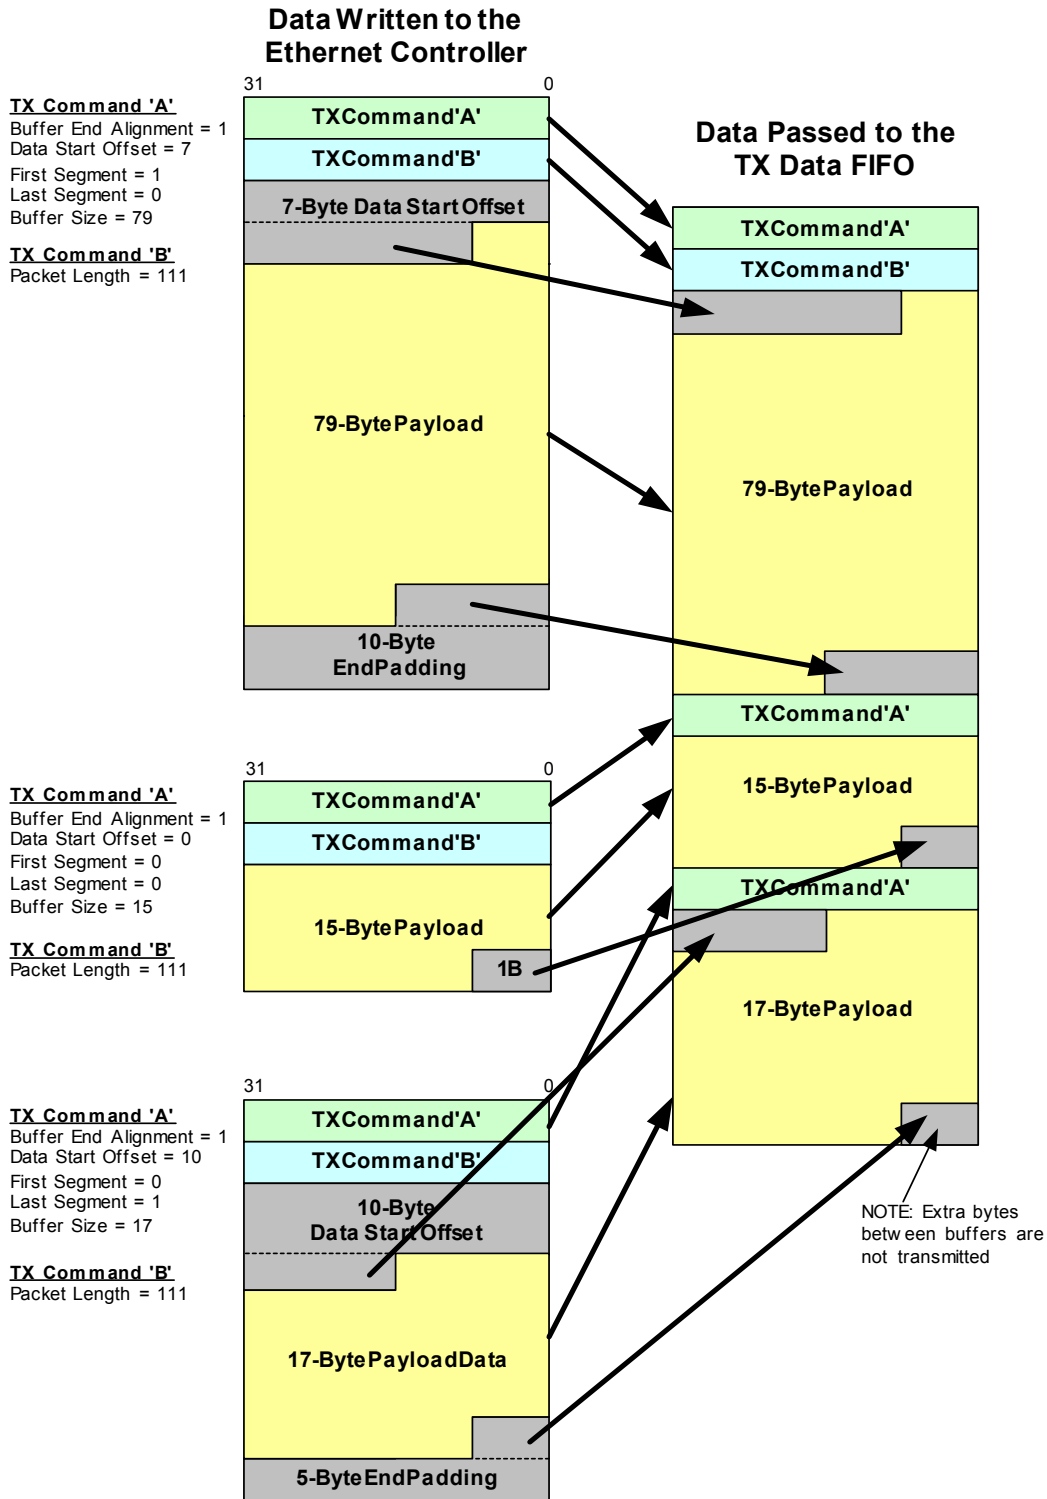 Data Written to the
Ethernet Controller
31 0
TX Command 'A'
Buffer End Alignment = 1
Data Start Offset = 7
First Segment = 1
Last Segment = 0
Buffer Size = 79
TX Command 'B'
Packet Length = 111
TXCommand'A'
TXCommand'B'
7-Byte Data Start Offset
79-Byte Payload
10-Byte
EndPadding
Data Passed to the
TX Data FIFO
TXCommand'A'
TXCommand'B'
79-Byte Payload
TXCommand'A'
15-Byte Payload
TXCommand'A'
17-Byte Payload
NOTE: Extra bytes
between buffers are
not transmitted
31 0
TX Command 'A'
Buffer End Alignment = 1
Data Start Offset = 0
First Segment = 0
Last Segment = 0
Buffer Size = 15
TX Command 'B'
Packet Length = 111
TXCommand'A'
TXCommand'B'
15-Byte Payload
1B
31 0
TX Command 'A'
Buffer End Alignment = 1
Data Start Offset = 10
First Segment = 0
Last Segment = 1
Buffer Size = 17
TX Command 'B'
Packet Length = 111
TXCommand'A'
TXCommand'B'
10-Byte
Data Start Offset
17-Byte Payload Data
5-Byte EndPadding